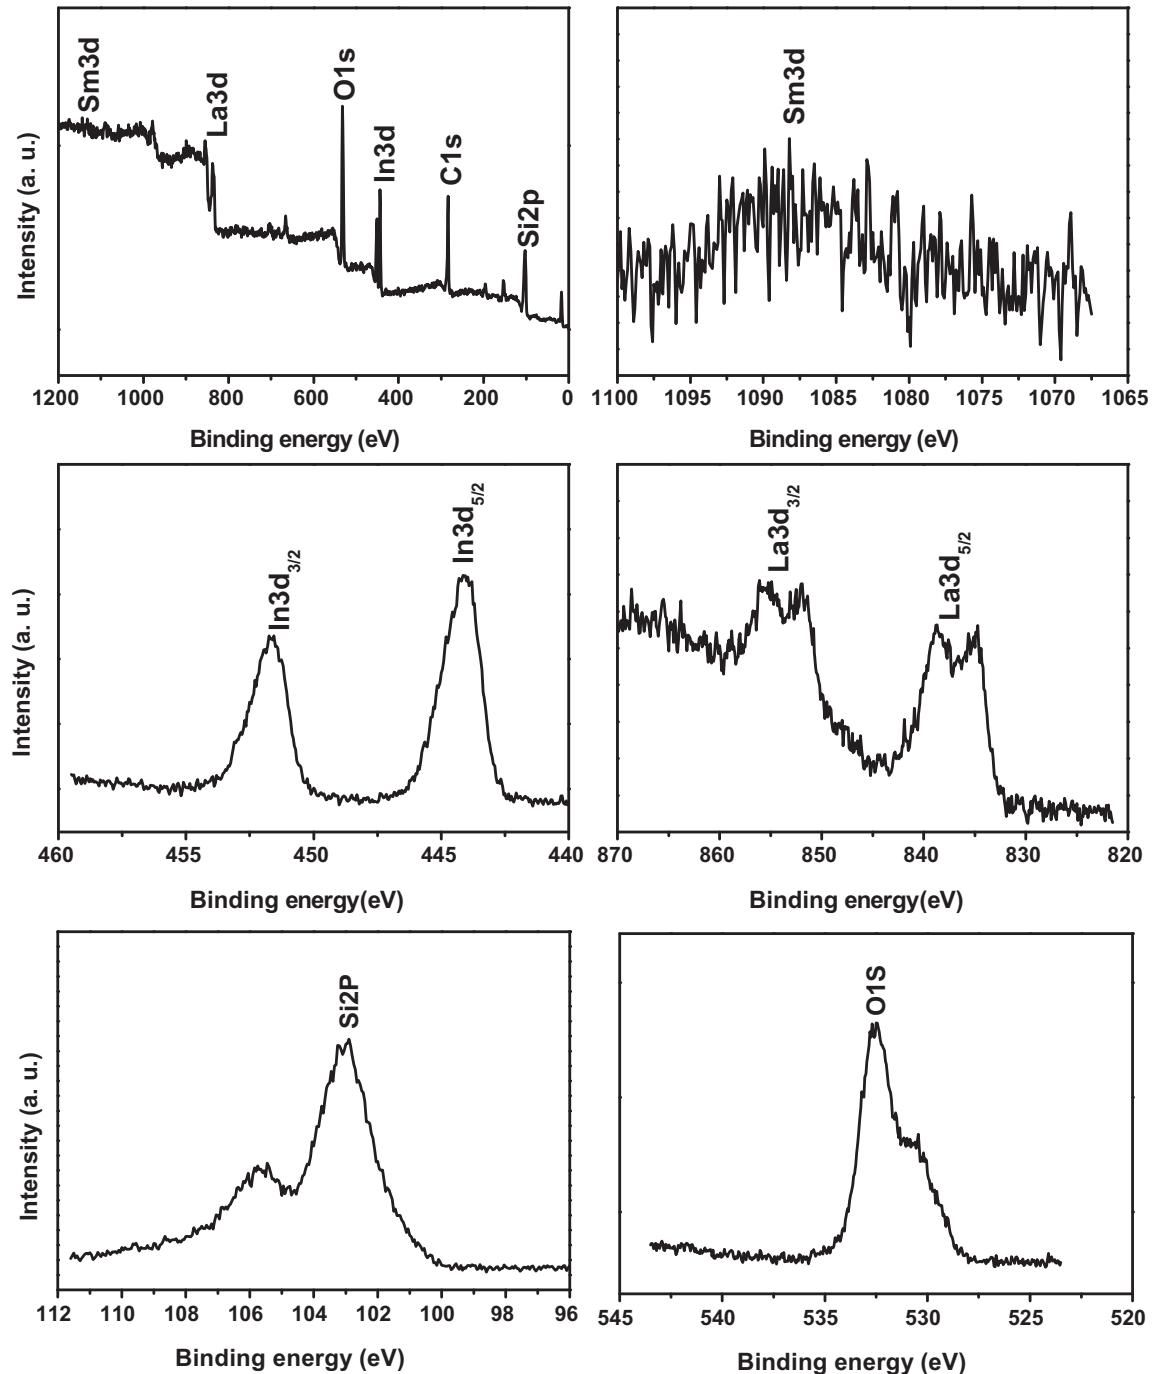 Sm3d
La3d
O1s
In3d
C1s
Si2p
Intensity (a. u.)
1200 1000 800 600 400 200 0
Binding energy (eV)
Sm3d
1100 1095 1090 1085 1080 1075 1070 1065
Binding energy (eV)
In3d3/2
In3d5/2
Intensity (a. u.)
460 455 450 445 440
Binding energy(eV)
La3d3/2
La3d5/2
870 860 850 840 830 820
Binding energy(eV)
Si2P
Intensity (a. u.)
112 110 108 106 104 102 100 98 96
Binding energy (eV)
O1S
545 540 535 530 525 520
Binding energy (eV)